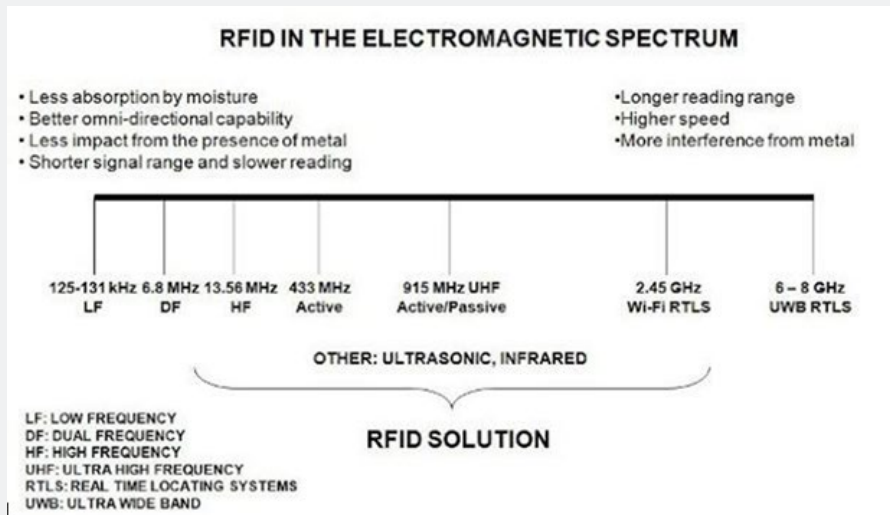 RFID IN THE ELECTROMAGNETIC SPECTRUM
• Less absorption by moisture
• Better omni-directional capability
• Less impact from the presence of metal
• Shorter signal range and slower reading
•Longer reading range
•Higher speed
•More interference from metal
125-131 kHz 6.8 MHz 13.56 MHz 433 MHz 915 MHz UHF 2.45 GHz 6 – 8 GHz
LF DF HF Active Active/Passive Wi-Fi RTLS UWB RTLS
OTHER: ULTRASONIC, INFRARED
RFID SOLUTION
LF: LOW FREQUENCY
DF: DUAL FREQUENCY
HF: HIGH FREQUENCY
UHF: ULTRA HIGH FREQUENCY
RTLS: REAL TIME LOCATING SYSTEMS
UWB: ULTRA WIDE BAND